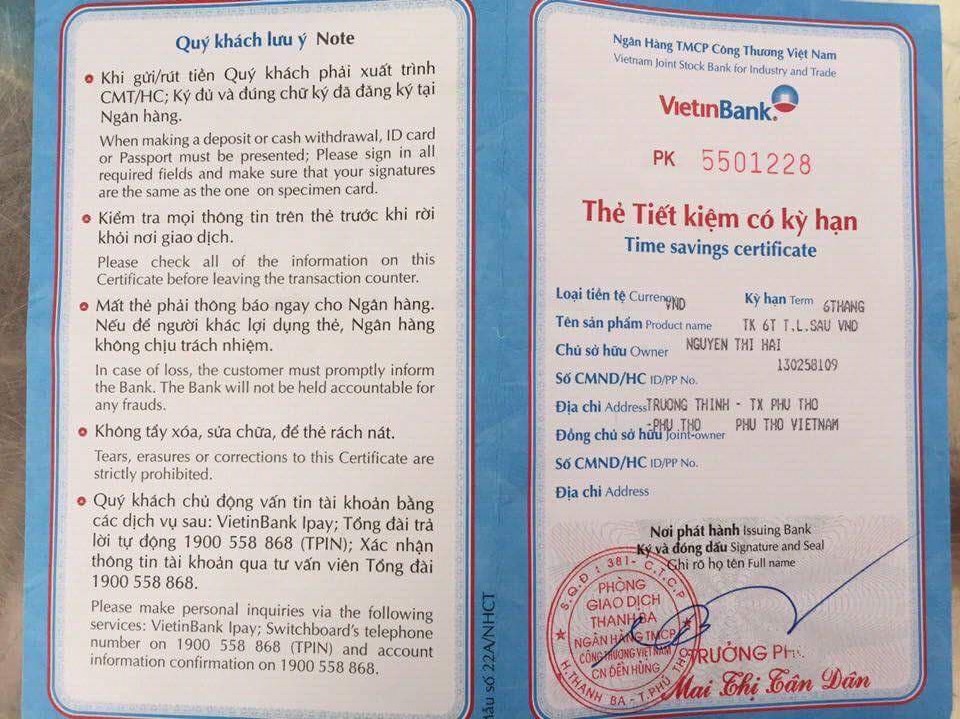 Quý khách lưu ý Note
Khi gửi/rút tiền Quý khách phải xuất trình
CMT/HC; Ký đủ và đúng chữ ký đã đăng ký tại
Ngân hàng.
When making a deposit or cash withdrawal, ID card
or Passport must be presented; Please sign in all
required fields and make sure that your signatures
are the same as the one on specimen card.
Kiểm tra mọi thông tin trên thẻ trước khi rời
khỏi nơi giao dịch.
Please check all of the information on this
Certificate before leaving the transaction counter.
Mất thẻ phải thông báo ngay cho Ngân hàng.
Nếu để người khác lợi dụng thẻ, Ngân hàng
không chịu trách nhiệm.
In case of loss, the customer must promptly inform
the Bank. The Bank will not be held accountable for
any frauds.
Không tẩy xóa, sửa chữa, để thẻ rách nát.
Tears, erasures or corrections to this Certificate are
strictly prohibited.
Quý khách chủ động vấn tin tài khoản bằng
các dịch vụ sau: VietinBank Ipay; Tổng đài trả
lời tự động 1900 558 868 (TPIN); Xác nhận
thông tin tài khoản qua tư vấn viên Tổng đài
1900 558 868.
Please make personal inquiries via the following
services: VietinBank Ipay; Switchboard's telephone
number on 1900 558 868 (TPIN) and account
information confirmation on 1900 558 868.
Mẫu số 22A/NHCT
Ngân Hàng TMCP Công Thương Việt Nam
Vietnam Joint Stock Bank for Industry and Trade
VietinBank
PK 5501228
Thẻ Tiết kiệm có kỳ hạn
Time savings certificate
Loại tiền tệ Currency VND Kỳ hạn Term 6THANG
Tên sản phẩm Product name TK 6T T.L.SAU VND
Chủ sở hữu Owner NGUYEN THI HAI
130258109
Số CMND/HC ID/PP No.
Địa chỉ Address TRUONG THINH - TX PHU THO
-PHU THO PHU THO VIETNAM
Đồng chủ sở hữu Joint-owner
Số CMND/HC ID/PP No.
Địa chỉ Address
Nơi phát hành Issuing Bank
Ký và đóng dấu Signature and Seal
Ghi rõ họ tên Full name
S.Q.Đ : 381- C.T.C.P
PHÒNG
GIAO DỊCH
THANH BA
NGÂN HÀNG TMCP
CÔNG THƯƠNG VIỆT NAM
CN ĐỀN HÙNG
H.THANH BA - T.PHÚ THỌ
TRƯỞNG PH
Mai Thị Tân Dân